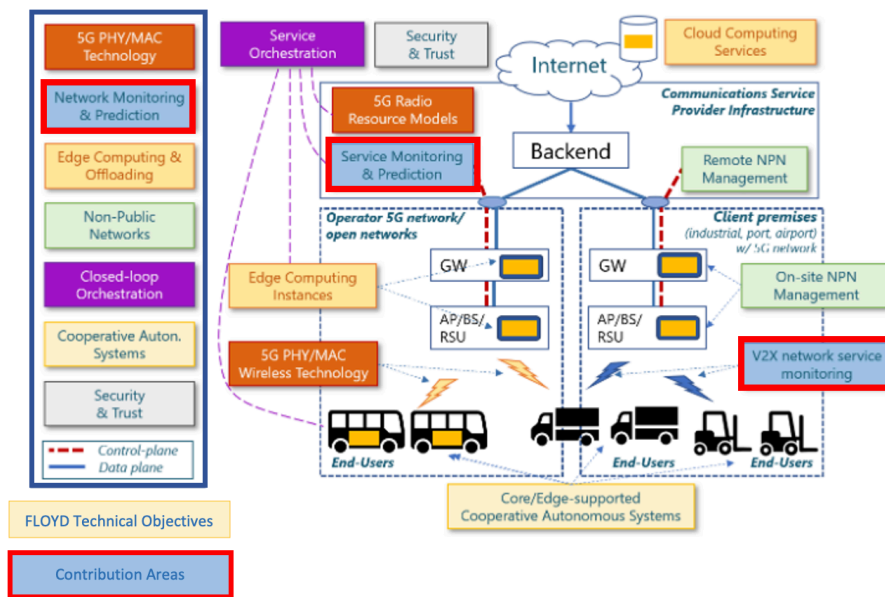 5G PHY/MAC
Technology
Network Monitoring
& Prediction
Edge Computing &
Offloading
Non-Public
Networks
Closed-loop
Orchestration
Cooperative Auton.
Systems
Security
& Trust
Control-plane
Data plane
FLOYD Technical Objectives
Contribution Areas
Service
Orchestration
Security
& Trust
Internet
Cloud Computing
Services
Communications Service
Provider Infrastructure
5G Radio
Resource Models
Service Monitoring
& Prediction
Backend
Remote NPN
Management
Operator 5G network/
open networks
Client premises
(industrial, port, airport)
w/ 5G network
GW
GW
Edge Computing
Instances
On-site NPN
Management
AP/BS/
RSU
AP/BS/
RSU
5G PHY/MAC
Wireless Technology
V2X network service
monitoring
End-Users
End-Users
End-Users
Core/Edge-supported
Cooperative Autonomous Systems